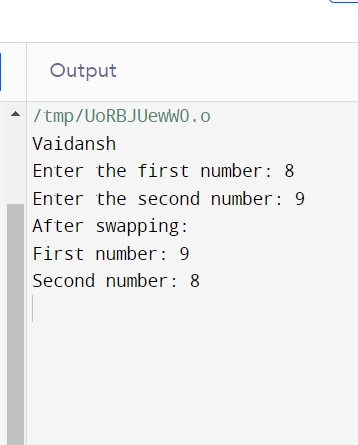 Output
/tmp/UoRBJUewWO.o
Vaidansh
Enter the first number: 8
Enter the second number: 9
After swapping:
First number: 9
Second number: 8